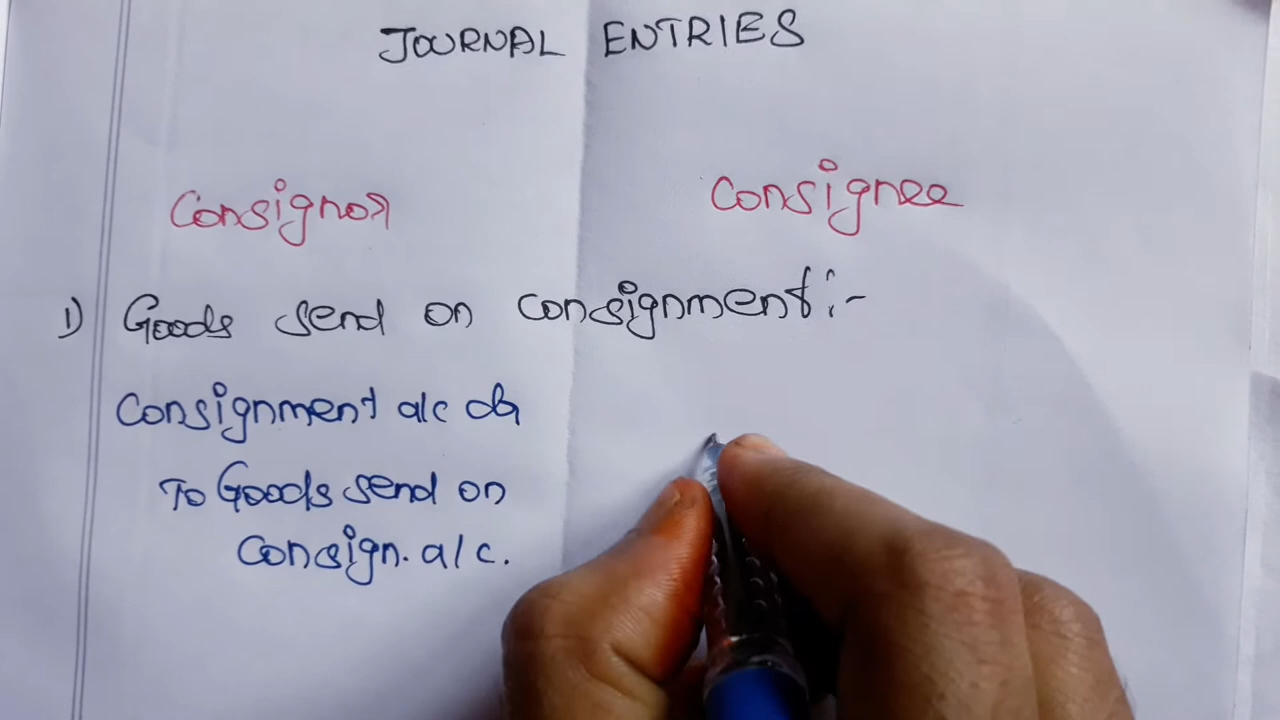 JOURNAL ENTRIES
Consignor Consignee
1) Goods send on consignment :-
Consignment a/c dr
To Goods send on
Consign. a/c.